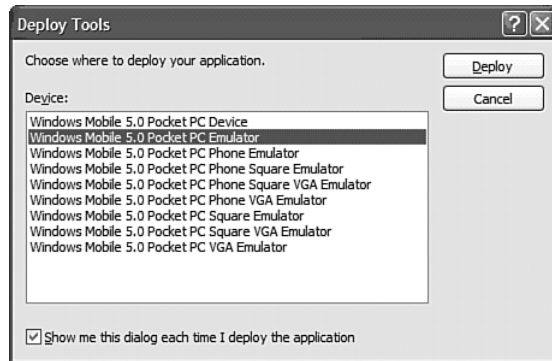 Deploy Tools
Choose where to deploy your application.
Deploy
Device:
Cancel
Windows Mobile 5.0 Pocket PC Device
Windows Mobile 5.0 Pocket PC Emulator
Windows Mobile 5.0 Pocket PC Phone Emulator
Windows Mobile 5.0 Pocket PC Phone Square Emulator
Windows Mobile 5.0 Pocket PC Phone Square VGA Emulator
Windows Mobile 5.0 Pocket PC Phone VGA Emulator
Windows Mobile 5.0 Pocket PC Square Emulator
Windows Mobile 5.0 Pocket PC Square VGA Emulator
Windows Mobile 5.0 Pocket PC VGA Emulator
Show me this dialog each time I deploy the application